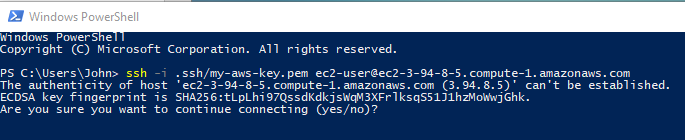 Windows PowerShell
Windows PowerShell
Copyright (C) Microsoft Corporation. All rights reserved.
PS C:\Users\John> ssh -i .ssh/my-aws-key.pem ec2-user@ec2-3-94-8-5.compute-1.amazonaws.com
The authenticity of host 'ec2-3-94-8-5.compute-1.amazonaws.com (3.94.8.5)' can't be established.
ECDSA key fingerprint is SHA256:tLpLhi97QssdKdkjsWqM3XFrlksqS51J1hzMoWwjGhk.
Are you sure you want to continue connecting (yes/no)?